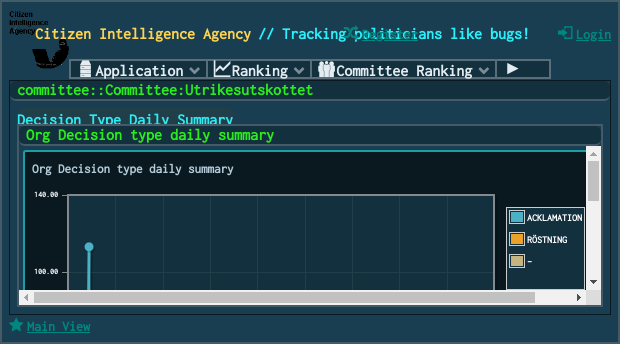 Citizen
Intelligence
Agency
Citizen Intelligence Agency // Tracking politicians like bugs!
Register
Login
Application
Ranking
Committee Ranking
committee::Committee:Utrikesutskottet
Decision Type Daily Summary
Org Decision type daily summary
Org Decision type daily summary
140.00
100.00
ACKLAMATION
RÖSTNING
-
Main View